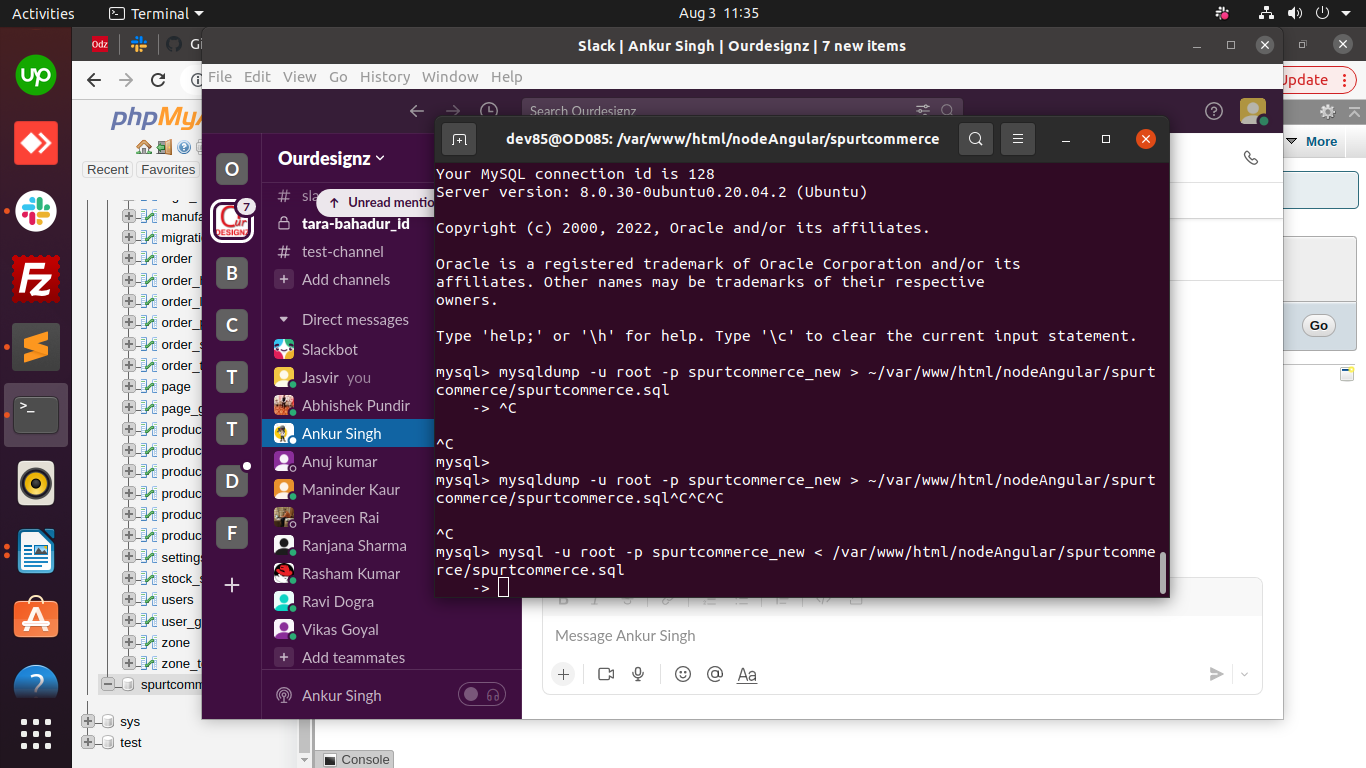 Activities
Terminal
Aug 3 11:35
Odz
Slack | Ankur Singh | Ourdesignz | 7 new items
up
File Edit View Go History Window Help
Update
Search Ourdesignz
phpMy
Recent
Favorites
More
dev85@OD085: /var/www/html/nodeAngular/spurtcommerce
O
7
B
C
T
T
D
F
Ourdesignz
Unread mentio
tara-bahadur_id
test-channel
Add channels
Direct messages
Slackbot
Jasvir you
Abhishek Pundir
Ankur Singh
Anuj kumar
Maninder Kaur
Praveen Rai
Ranjana Sharma
Rasham Kumar
Ravi Dogra
Vikas Goyal
Add teammates
Ankur Singh
Your MySQL connection id is 128
Server version: 8.0.30-0ubuntu0.20.04.2 (Ubuntu)
Copyright (c) 2000, 2022, Oracle and/or its affiliates.
Oracle is a registered trademark of Oracle Corporation and/or its
affiliates. Other names may be trademarks of their respective
owners.
Type 'help;' or '\h' for help. Type '\c' to clear the current input statement.
mysql> mysqldump -u root -p spurtcommerce_new > ~/var/www/html/nodeAngular/spurt
commerce/spurtcommerce.sql
-> ^C
^C
mysql>
mysql> mysqldump -u root -p spurtcommerce_new > ~/var/www/html/nodeAngular/spurt
commerce/spurtcommerce.sql^C^C^C
^C
mysql> mysql -u root -p spurtcommerce_new < /var/www/html/nodeAngular/spurtcomme
rce/spurtcommerce.sql
->
Message Ankur Singh
Aa
Go
manufa
migrati
order
order_
order_
order_p
order_s
order_t
page
page_g
produc
produc
produc
produc
produc
produc
settings
stock_s
users
user_g
zone
zone_t
spurtcomm
sys
test
Console